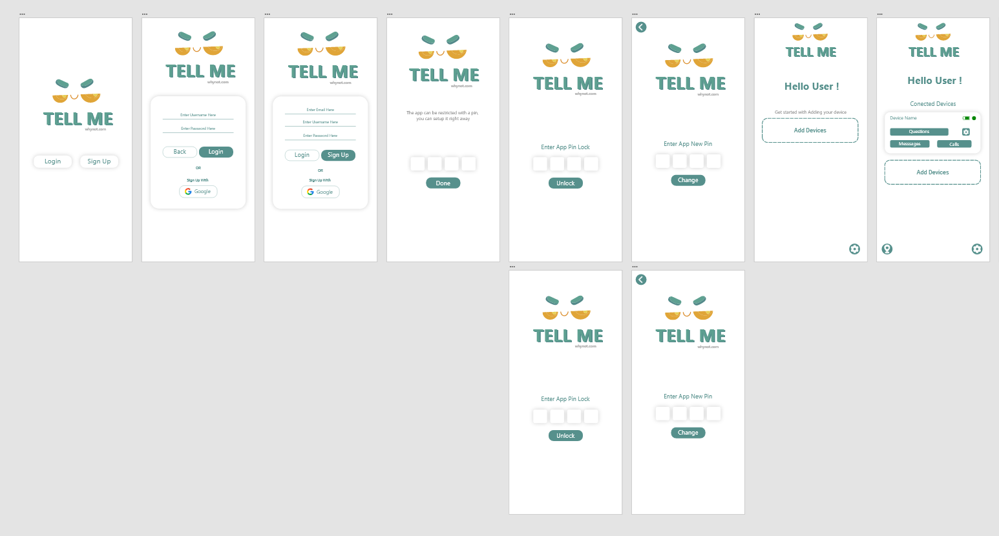 ...
TELL ME
whynot.com
Login
Sign Up
...
TELL ME
whynot.com
Enter Username Here
Enter Password Here
Back
Login
OR
Sign Up With
Google
...
TELL ME
whynot.com
Enter Email Here
Enter Username Here
Enter Password Here
Login
Sign Up
OR
Sign Up With
Google
...
TELL ME
whynot.com
The app can be restricted with a pin,
you can setup it right away
Done
...
TELL ME
whynot.com
Enter App Pin Lock
Unlock
...
TELL ME
whynot.com
Enter App New Pin
Change
...
TELL ME
Hello User !
Get started with Adding your device
Add Devices
...
TELL ME
Hello User !
Conected Devices
Device Name
Questions
Messsages
Calls
Add Devices
...
TELL ME
whynot.com
Enter App Pin Lock
Unlock
...
TELL ME
whynot.com
Enter App New Pin
Change